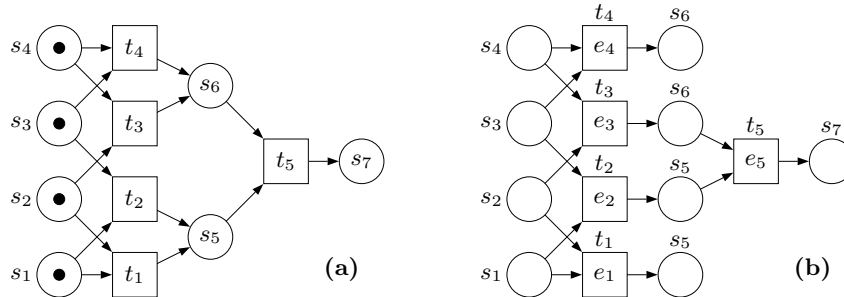 s4 t4
s6
s3 t3
t5 s7
s2 t2
s5
s1 t1
(a)
t4 s6
s4 e4
t3 s6
s3 e3
t5 s7
e5
t2 s5
s2 e2
t1 s5
s1 e1
(b)